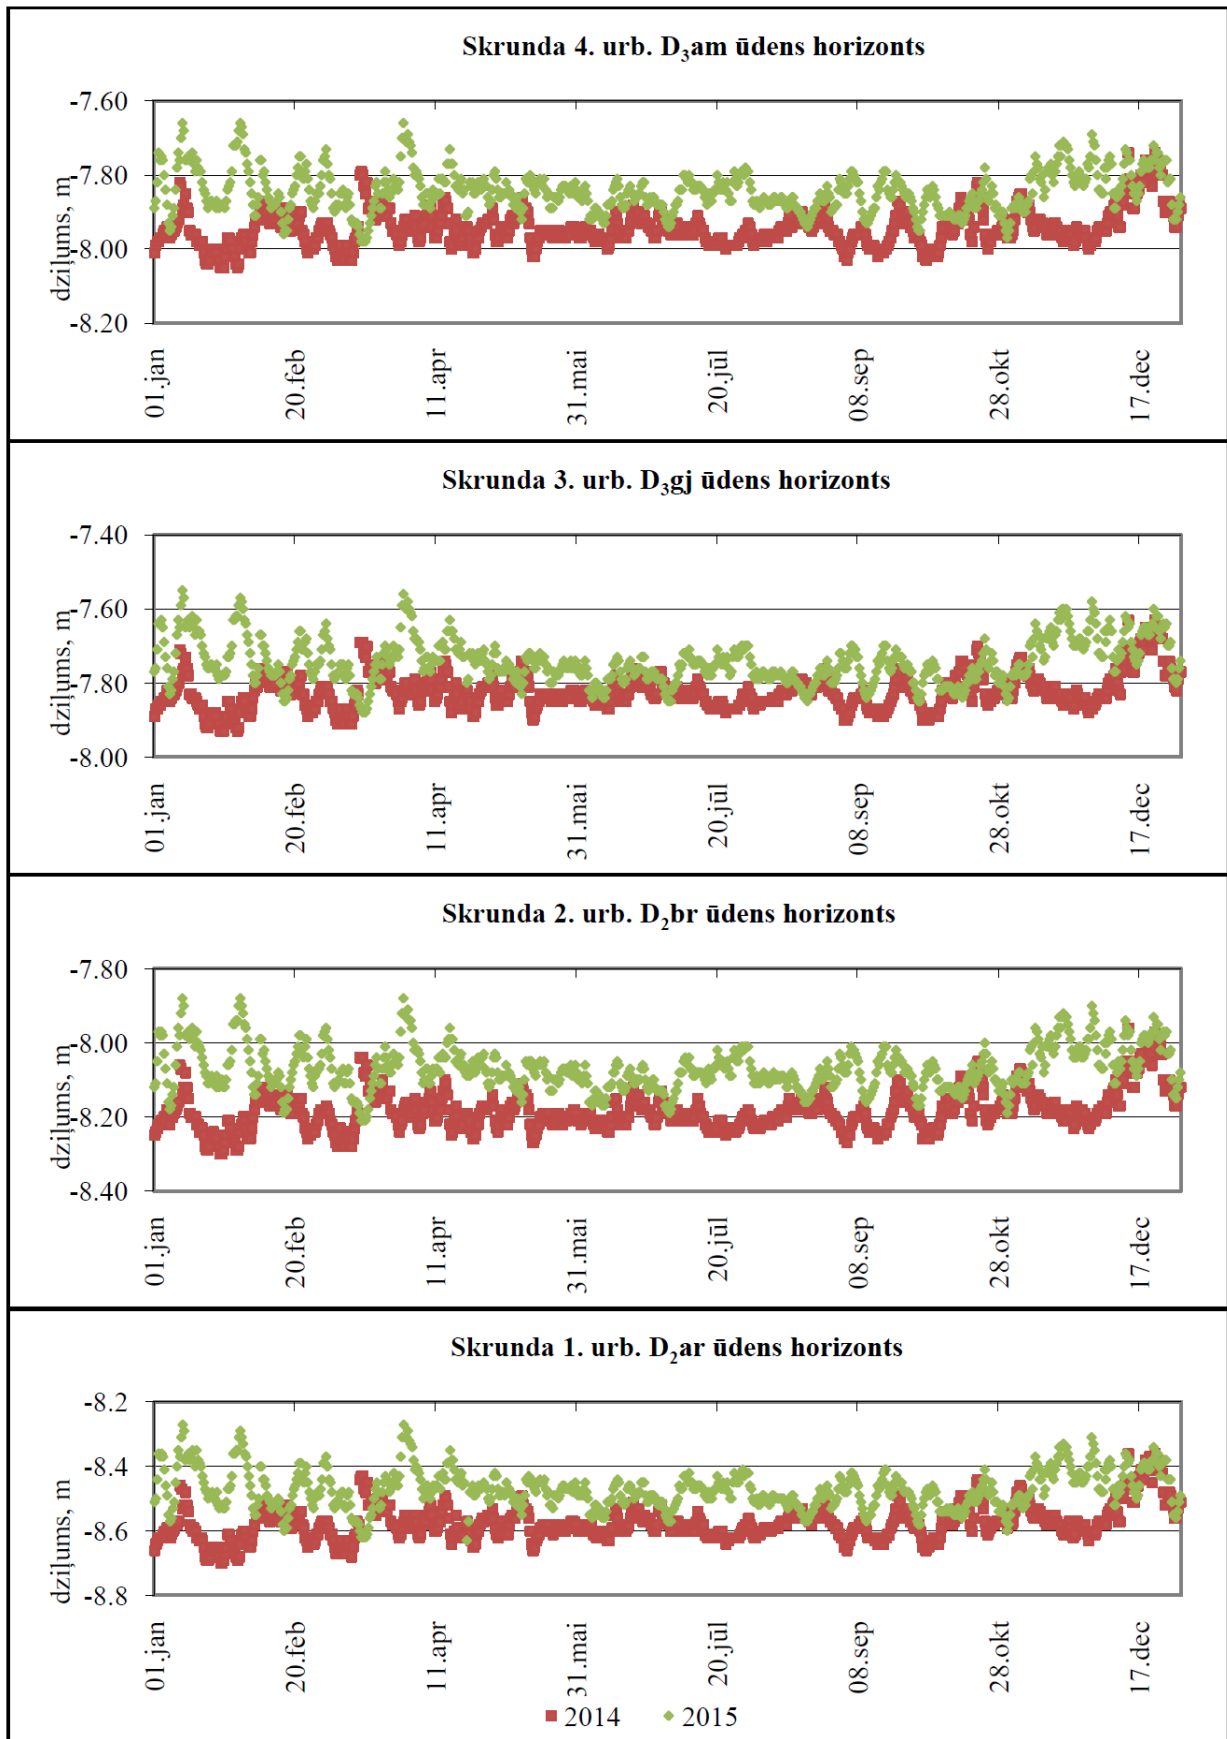 Skrunda 4. urb. D₃am ūdens horizonts
dziļums, m
-7.60
-7.80
-8.00
-8.20
01.jan
20.feb
11.apr
31.mai
20.jūl
08.sep
28.okt
17.dec
Skrunda 3. urb. D₃gj ūdens horizonts
dziļums, m
-7.40
-7.60
-7.80
-8.00
01.jan
20.feb
11.apr
31.mai
20.jūl
08.sep
28.okt
17.dec
Skrunda 2. urb. D₂br ūdens horizonts
dziļums, m
-7.80
-8.00
-8.20
-8.40
01.jan
20.feb
11.apr
31.mai
20.jūl
08.sep
28.okt
17.dec
Skrunda 1. urb. D₂ar ūdens horizonts
dziļums, m
-8.2
-8.4
-8.6
-8.8
01.jan
20.feb
11.apr
31.mai
20.jūl
08.sep
28.okt
17.dec
2014 2015